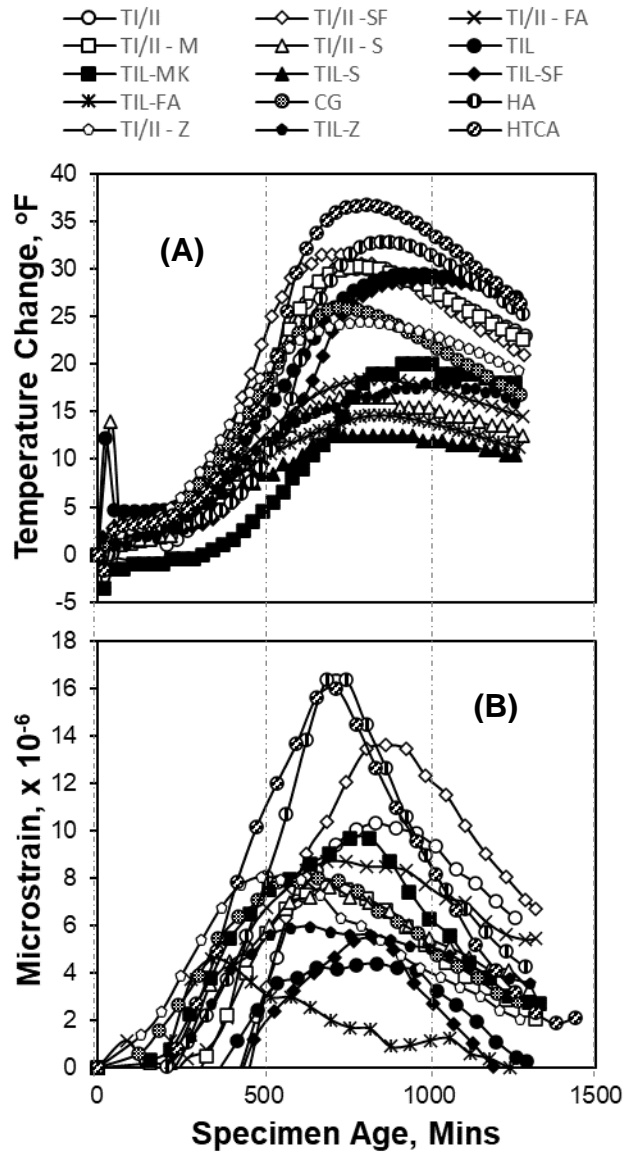 TI/II TI/II -SF TI/II - FA
TI/II - M TI/II - S TIL
TIL-MK TIL-S TIL-SF
TIL-FA CG HA
TI/II - Z TIL-Z HTCA
40
35
30
25
20
15
10
5
0
-5
Temperature Change, ºF
(A)
18
16
14
12
10
8
6
4
2
0
Microstrain, x 10-6
(B)
0 500 1000 1500
Specimen Age, Mins